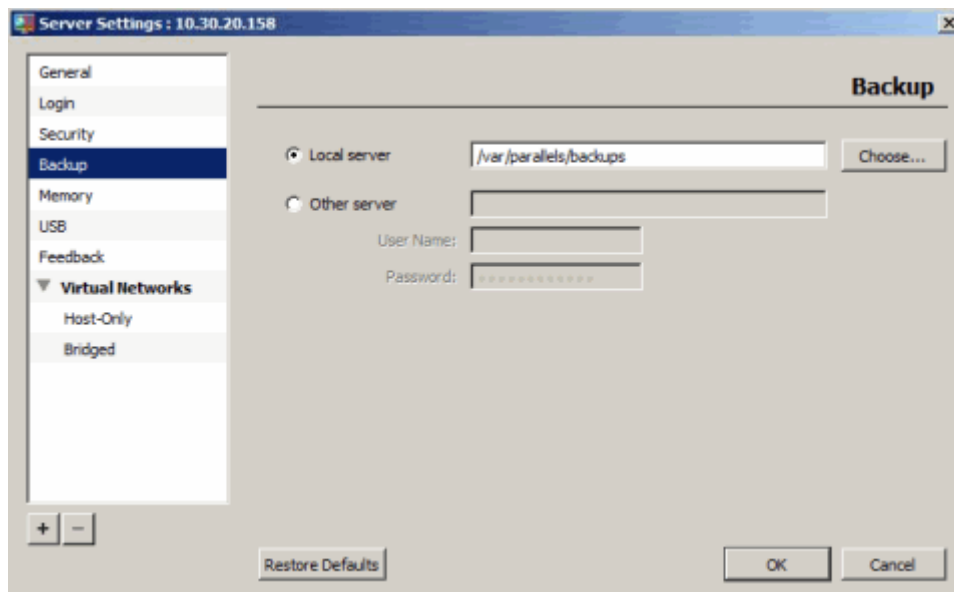 Server Settings : 10.30.20.158
General
Login
Security
Backup
Memory
USB
Feedback
Virtual Networks
Host-Only
Bridged
+ −
Backup
Local server /var/parallels/backups Choose...
Other server
User Name:
Password: ************
Restore Defaults OK Cancel